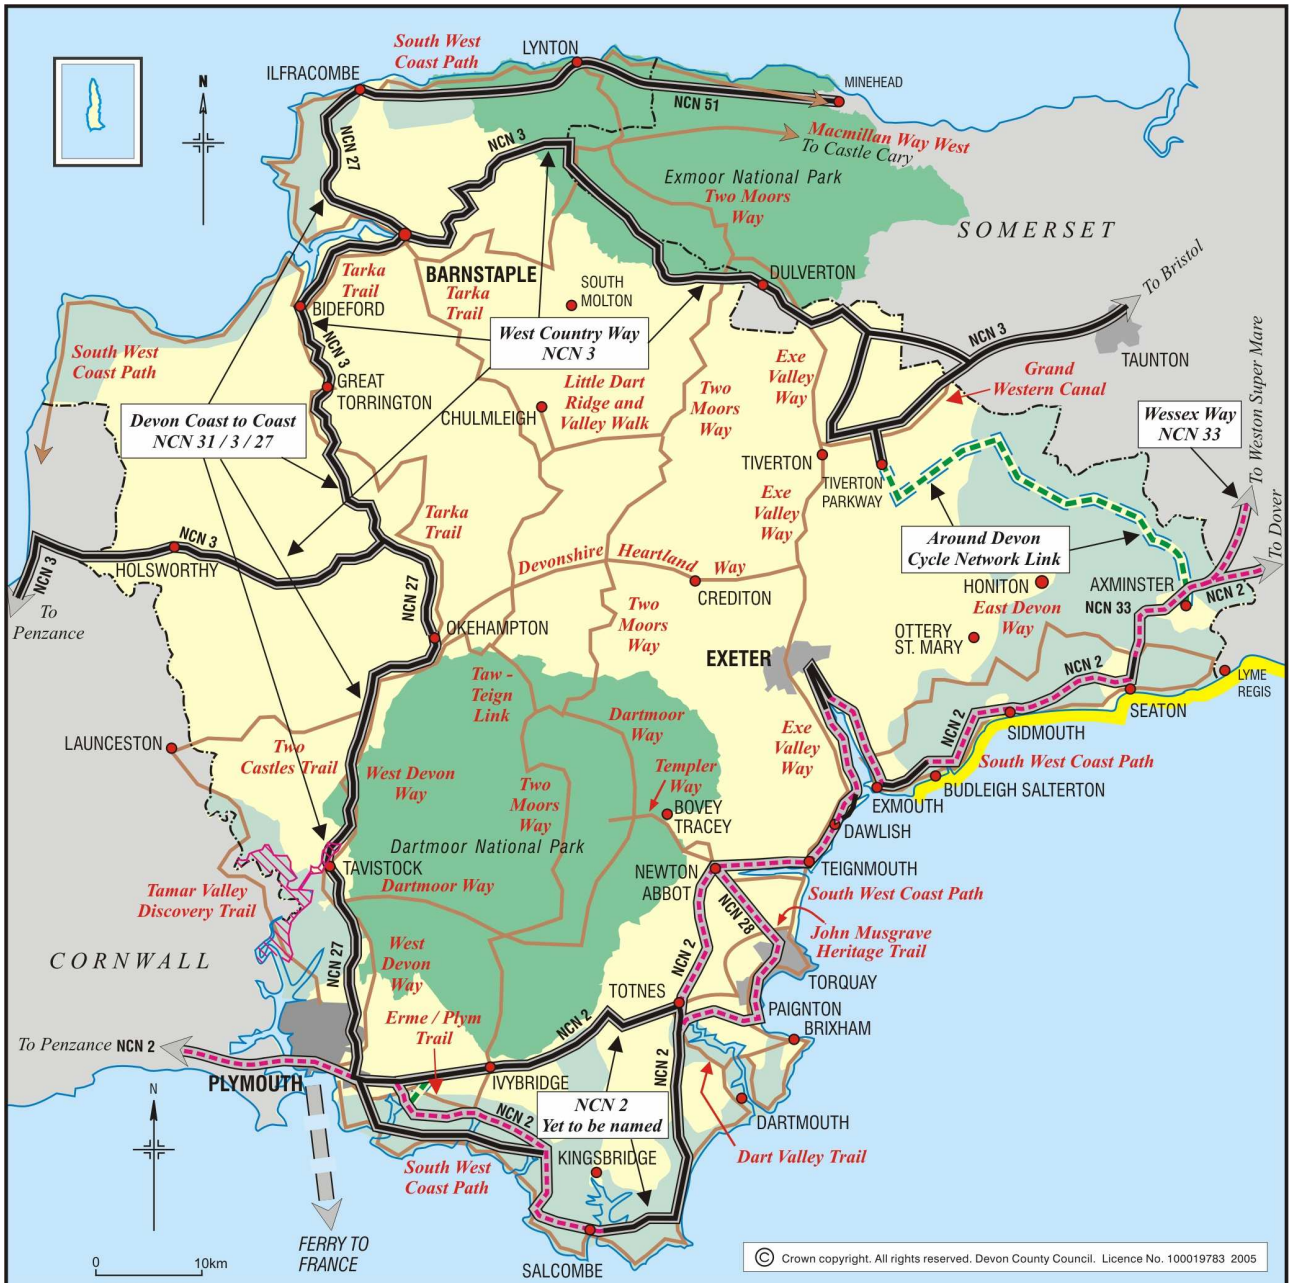 South West
Coast Path
LYNTON
ILFRACOMBE
MINEHEAD
N
NCN 51
NCN 27
NCN 3
Macmillan Way West
To Castle Cary
Exmoor National Park
Two Moors
Way
SOMERSET
To Bristol
BARNSTAPLE
Tarka
Trail
Tarka
Trail
SOUTH
MOLTON
DULVERTON
BIDEFORD
West Country Way
NCN 3
NCN 3
TAUNTON
South West
Coast Path
NCN 3
GREAT
TORRINGTON
Exe
Valley
Way
Grand
Western Canal
To Weston Super Mare
Little Dart
Ridge and
Valley Walk
Two
Moors
Way
CHULMLEIGH
Devon Coast to Coast
NCN 31 / 3 / 27
Wessex Way
NCN 33
TIVERTON
TIVERTON
PARKWAY
Exe
Valley
Way
Tarka
Trail
Around Devon
Cycle Network Link
To Dover
NCN 3
HOLSWORTHY
Devonshire
Heartland
Way
CREDITON
HONITON
AXMINSTER
NCN 33
NCN 2
NCN 3
To
Penzance
NCN 27
OKEHAMPTON
Two
Moors
Way
East Devon
Way
OTTERY
ST. MARY
EXETER
NCN 2
LYME
REGIS
Taw -
Teign
Link
SEATON
Dartmoor
Way
NCN 2
SIDMOUTH
LAUNCESTON
Two
Castles Trail
West Devon
Way
Exe
Valley
Way
South West Coast Path
Templer
Way
Two
Moors
Way
BUDLEIGH SALTERTON
EXMOUTH
BOVEY
TRACEY
DAWLISH
Dartmoor National Park
TAVISTOCK
NEWTON
ABBOT
TEIGNMOUTH
Dartmoor Way
Tamar Valley
Discovery Trail
South West Coast Path
NCN 28
John Musgrave
Heritage Trail
CORNWALL
NCN 27
West
Devon
Way
NCN 2
TORQUAY
TOTNES
PAIGNTON
BRIXHAM
Erme / Plym
Trail
NCN 2
To Penzance NCN 2
NCN 2
IVYBRIDGE
PLYMOUTH
N
NCN 2
NCN 2
Yet to be named
DARTMOUTH
South West
Coast Path
KINGSBRIDGE
Dart Valley Trail
FERRY TO
FRANCE
SALCOMBE
0 10km
© Crown copyright. All rights reserved. Devon County Council. Licence No. 100019783 2005